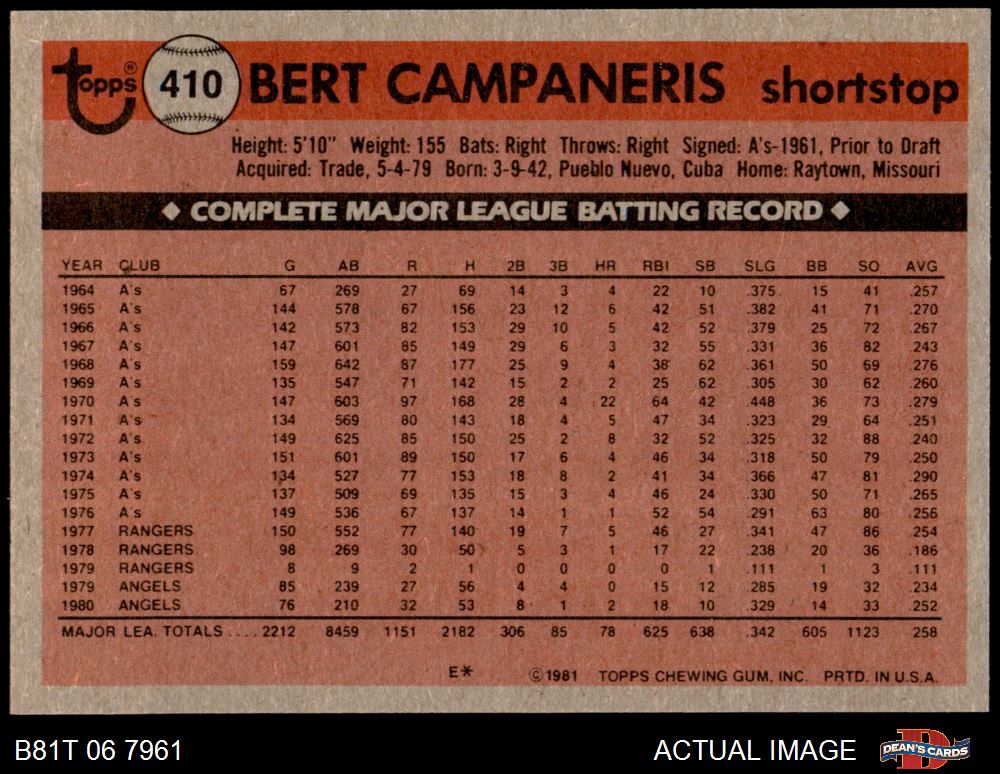 Topps® 410 BERT CAMPANERIS shortstop
Height: 5'10" Weight: 155 Bats: Right Throws: Right Signed: A's-1961, Prior to Draft
Acquired: Trade, 5-4-79 Born: 3-9-42, Pueblo Nuevo, Cuba Home: Raytown, Missouri
◆ COMPLETE MAJOR LEAGUE BATTING RECORD ◆
YEAR CLUB G AB R H 2B 3B HR RBI SB SLG BB SO AVG
1964 A's 67 269 27 69 14 3 4 22 10 .375 15 41 .257
1965 A's 144 578 67 156 23 12 6 42 51 .382 41 71 .270
1966 A's 142 573 82 153 29 10 5 42 52 .379 25 72 .267
1967 A's 147 601 85 149 29 6 3 32 55 .331 36 82 .243
1968 A's 159 642 87 177 25 9 4 38 62 .361 50 69 .276
1969 A's 135 547 71 142 15 2 2 25 62 .305 30 62 .260
1970 A's 147 603 97 168 28 4 22 64 42 .448 36 73 .279
1971 A's 134 569 80 143 18 4 5 47 34 .323 29 64 .251
1972 A's 149 625 85 150 25 2 8 32 52 .325 32 88 .240
1973 A's 151 601 89 150 17 6 4 46 34 .318 50 79 .250
1974 A's 134 527 77 153 18 8 2 41 34 .366 47 81 .290
1975 A's 137 509 69 135 15 3 4 46 24 .330 50 71 .265
1976 A's 149 536 67 137 14 1 1 52 54 .291 63 80 .256
1977 RANGERS 150 552 77 140 19 7 5 46 27 .341 47 86 .254
1978 RANGERS 98 269 30 50 5 3 1 17 22 .238 20 36 .186
1979 RANGERS 8 9 2 1 0 0 0 0 1 .111 1 3 .111
1979 ANGELS 85 239 27 56 4 4 0 15 12 .285 19 32 .234
1980 ANGELS 76 210 32 53 8 1 2 18 10 .329 14 33 .252
MAJOR LEA. TOTALS .... 2212 8459 1151 2182 306 85 78 625 638 .342 605 1123 .258
E* ©1981 TOPPS CHEWING GUM, INC. PRTD. IN U.S.A.
B81T 06 7961 ACTUAL IMAGE DEAN'S CARDS